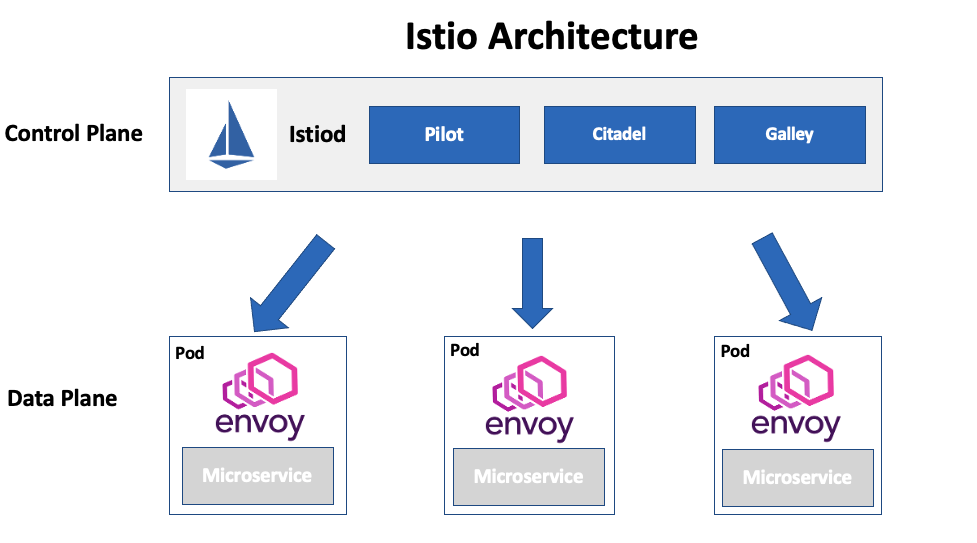 Istio Architecture
Control Plane
Istiod
Pilot
Citadel
Galley
Data Plane
Pod
envoy
Microservice
Pod
envoy
Microservice
Pod
envoy
Microservice